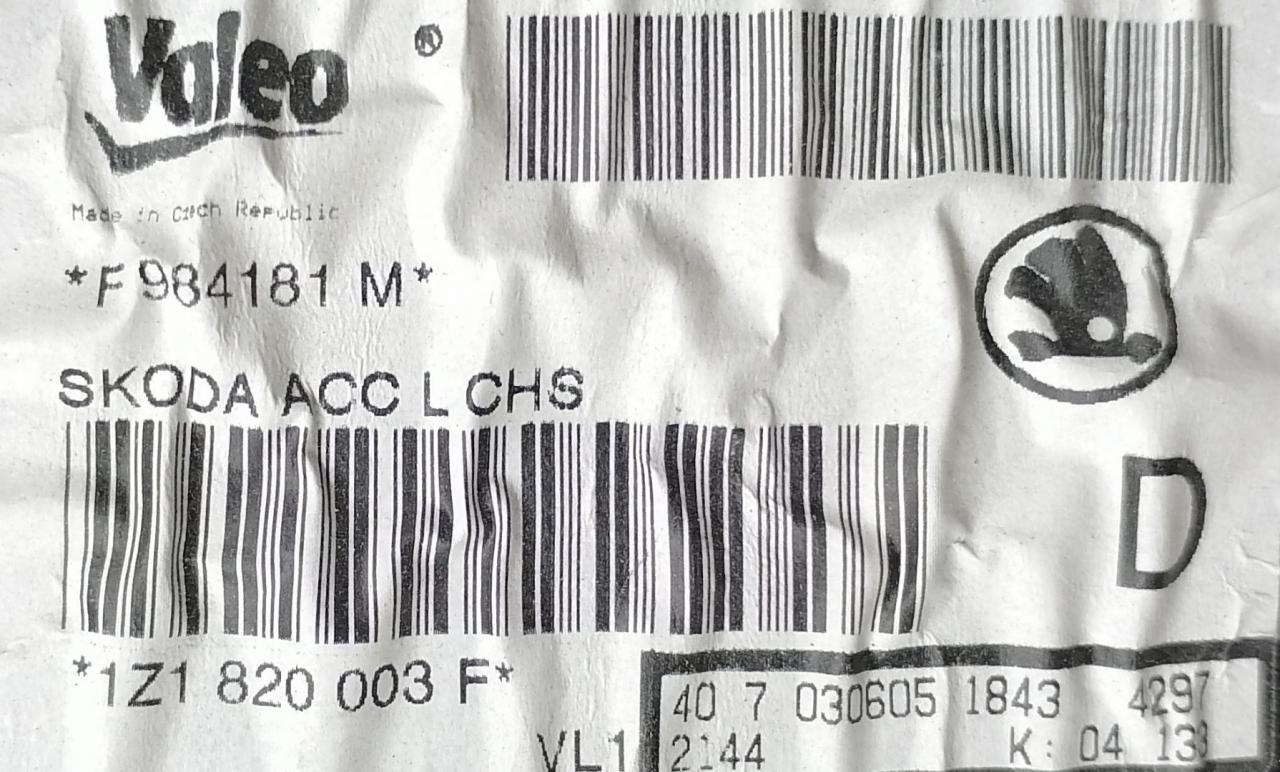 Valeo ®
Made in Czech Republic
*F 984181 M*
SKODA ACC L CHS
D
*1Z1 820 003 F*
40 7 030605 1843 4297
VL1
2144 K: 04 13